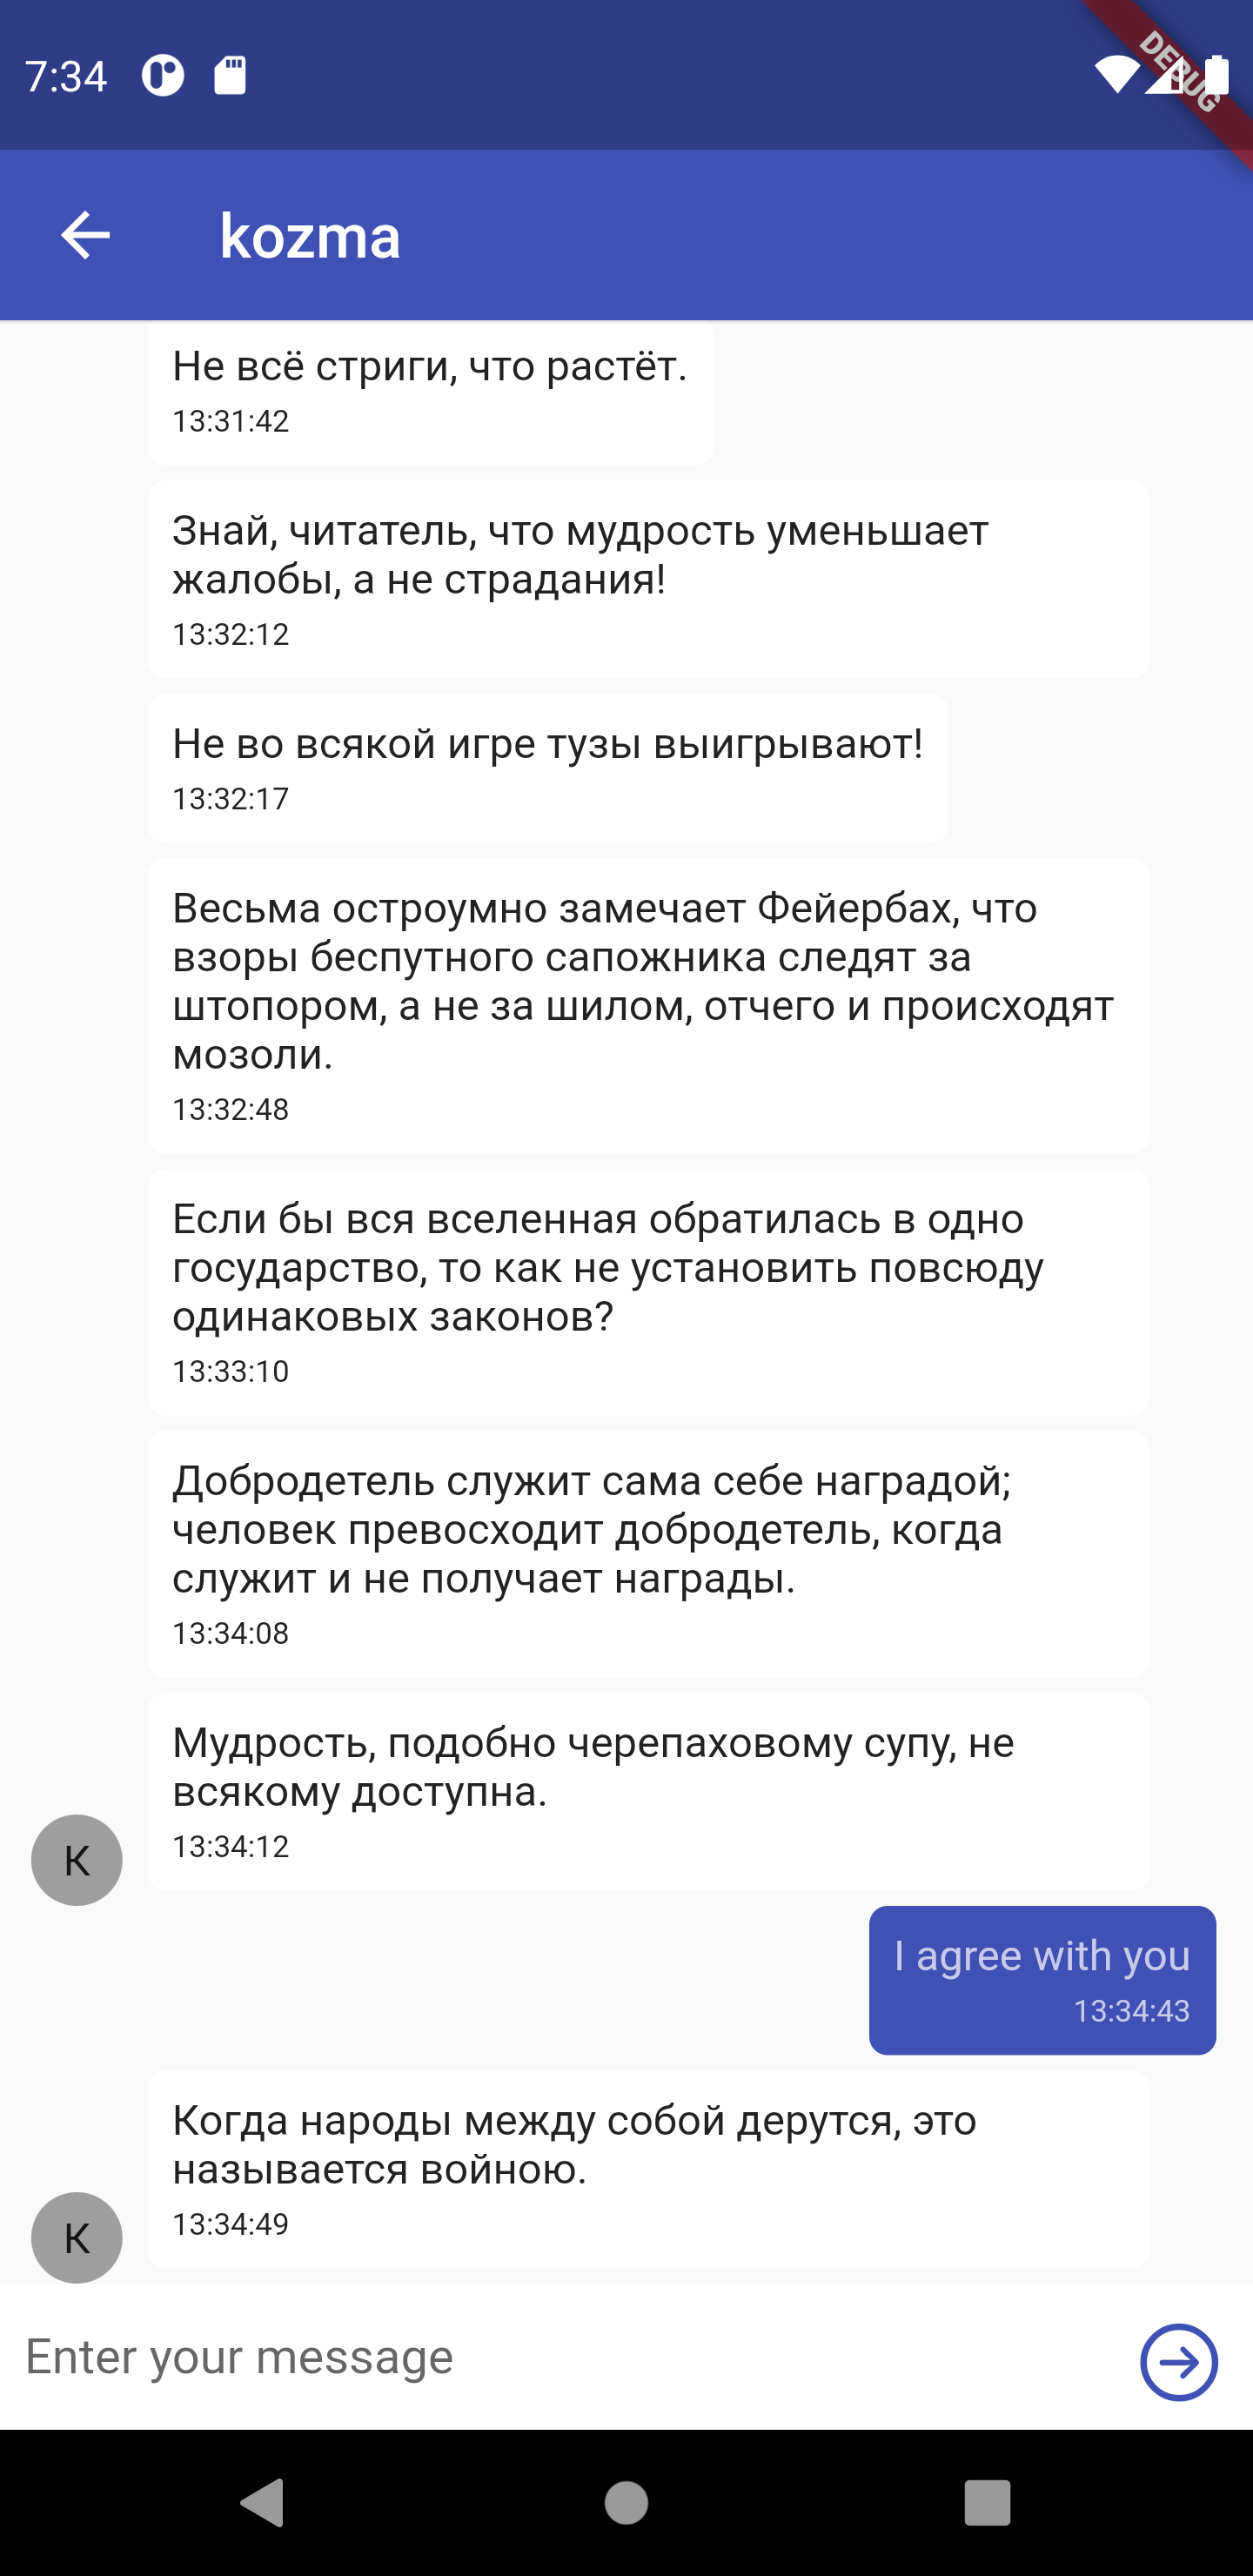 7:34
DEBUG
kozma
Не всё стриги, что растёт.
13:31:42
Знай, читатель, что мудрость уменьшает
жалобы, а не страдания!
13:32:12
Не во всякой игре тузы выигрывают!
13:32:17
Весьма остроумно замечает Фейербах, что
взоры беспутного сапожника следят за
штопором, а не за шилом, отчего и происходят
мозоли.
13:32:48
Если бы вся вселенная обратилась в одно
государство, то как не установить повсюду
одинаковых законов?
13:33:10
Добродетель служит сама себе наградой;
человек превосходит добродетель, когда
служит и не получает награды.
13:34:08
Мудрость, подобно черепаховому супу, не
всякому доступна.
13:34:12
K
I agree with you
13:34:43
Когда народы между собой дерутся, это
называется войною.
13:34:49
K
Enter your message